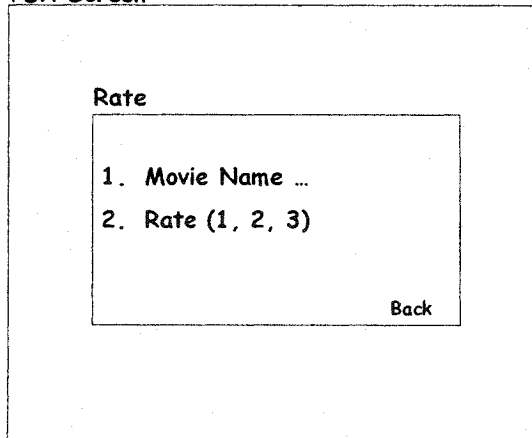 Rate
1. Movie Name ...
2. Rate (1, 2, 3)
Back